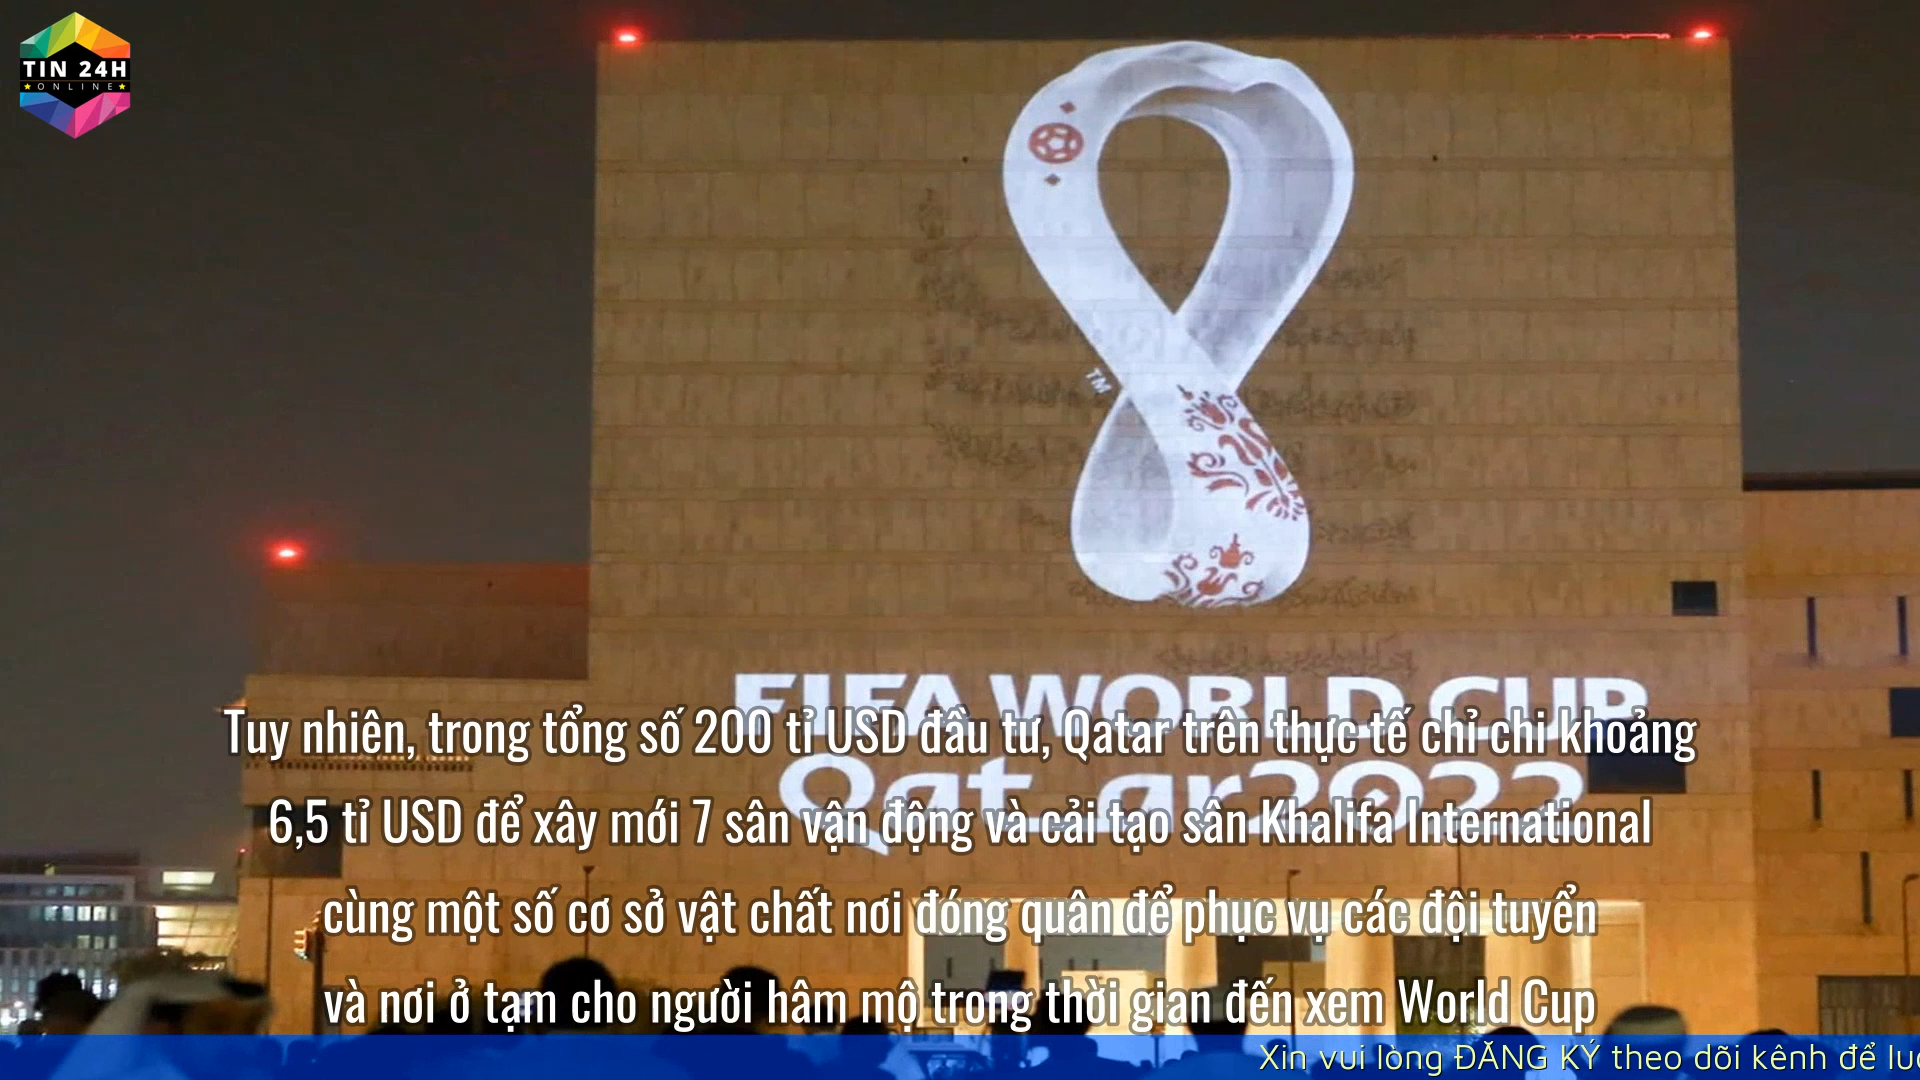 TIN 24H
ONLINE
TM
FIFA WORLD CUP
Qatar2022
Tuy nhiên, trong tổng số 200 tỉ USD đầu tư, Qatar trên thực tế chỉ chi khoảng
6,5 tỉ USD để xây mới 7 sân vận động và cải tạo sân Khalifa International
cùng một số cơ sở vật chất nơi đóng quân để phục vụ các đội tuyển
và nơi ở tạm cho người hâm mộ trong thời gian đến xem World Cup
Xin vui lòng ĐĂNG KÝ theo dõi kênh để